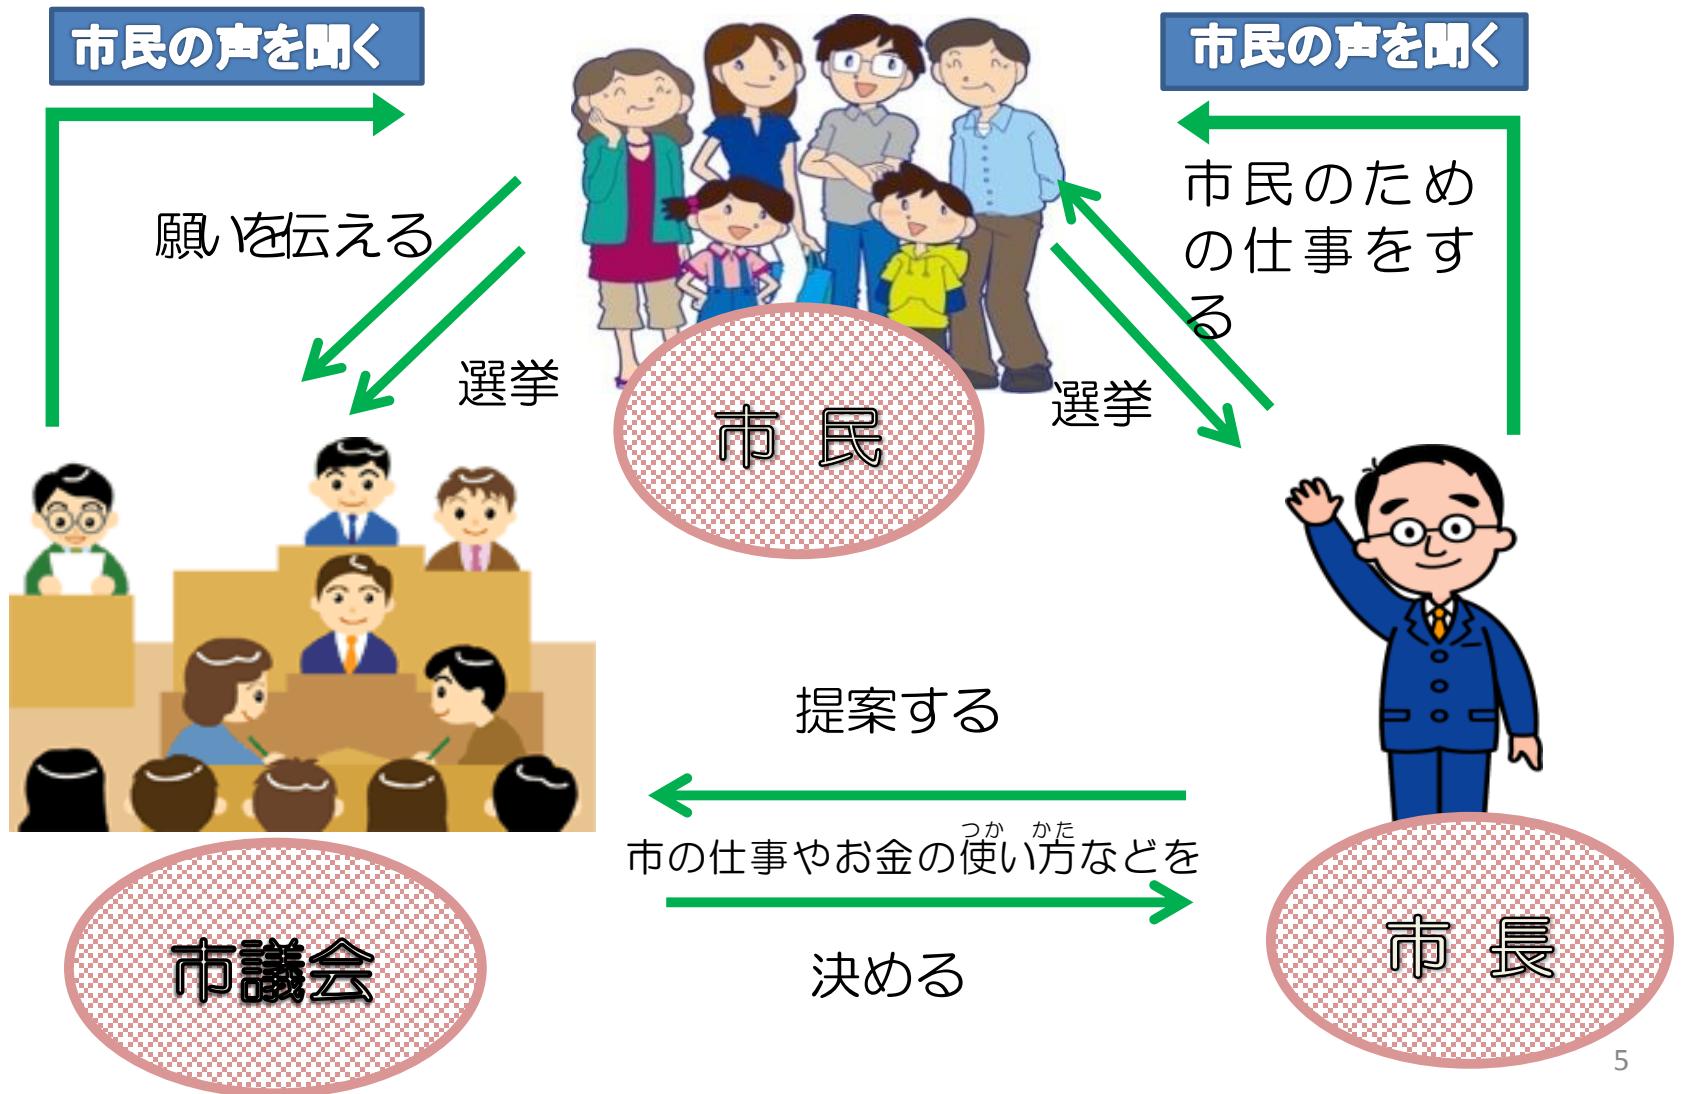 市民の声を聞く
市民の声を聞く
願いを伝える
市民のため
の仕事をす
る
選挙
選挙
市 民
提案する
つか かた
市の仕事やお金の使い方などを
決める
市議会
市 長
5